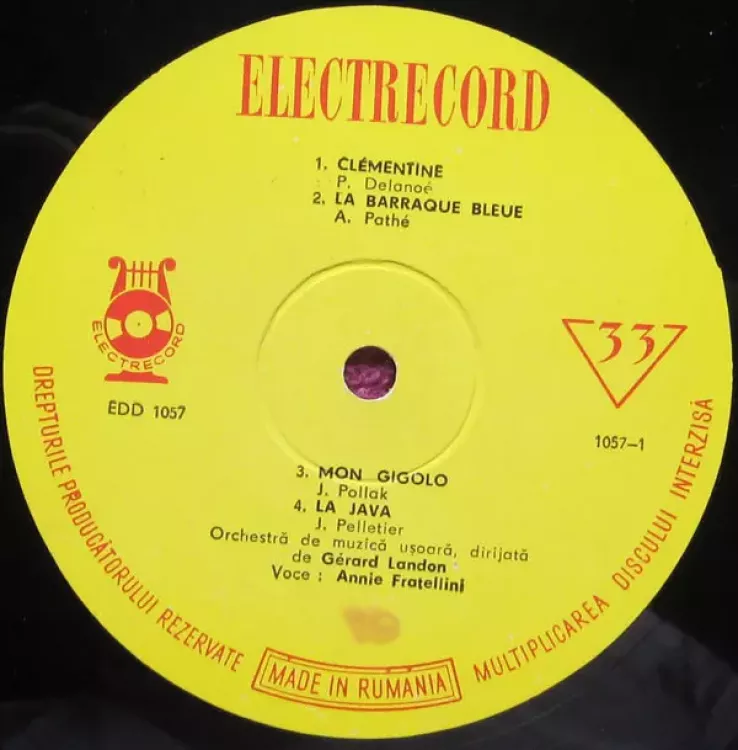 ELECTRECORD
1. CLÉMENTINE
P. Delanoé
2. LA BARRAQUE BLEUE
A. Pathé
ELECTRECORD
EDD 1057
33
1057-1
3. MON GIGOLO
J. Pollak
4. LA JAVA
J. Pelletier
Orchestră de muzică ușoară, dirijată
de Gérard Landon
Voce : Annie Fratellini
DREPTURILE PRODUCĂTORULUI REZERVATE
MADE IN RUMANIA
MULTIPLICAREA DISCULUI INTERZISĂ